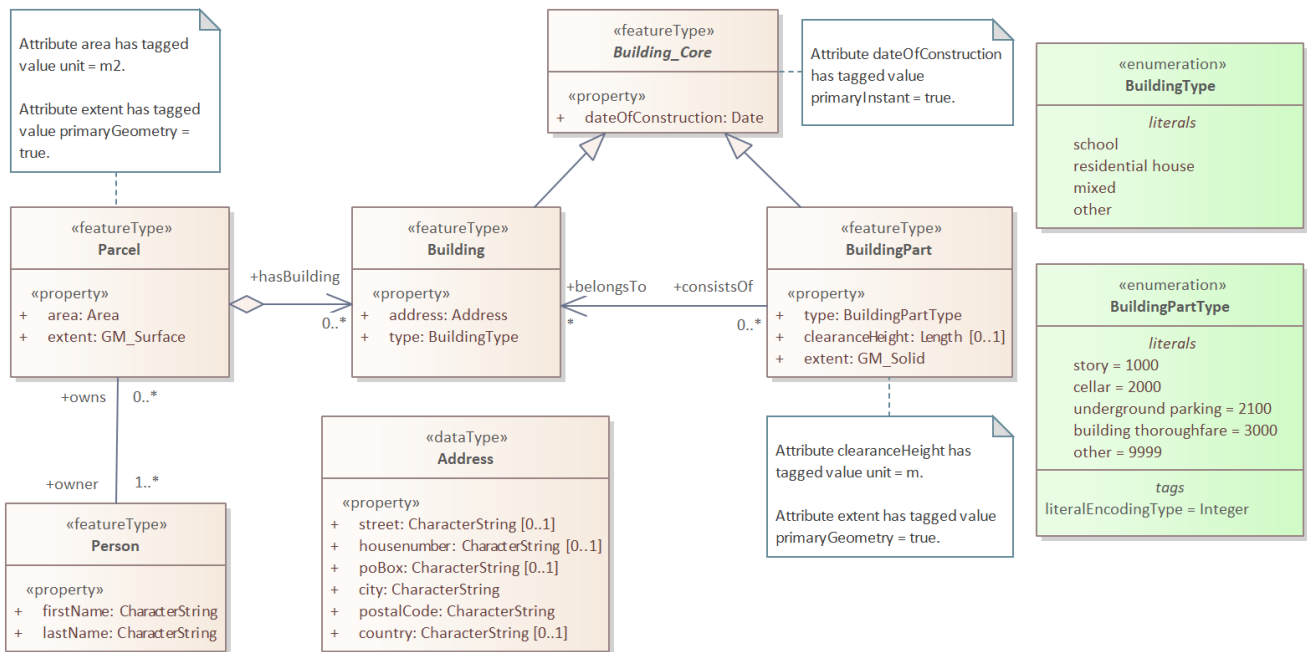 Attribute area has tagged
value unit = m2.
Attribute extent has tagged
value primaryGeometry =
true.
«featureType»
Building_Core
«property»
+ dateOfConstruction: Date
Attribute dateOfConstruction
has tagged value
primaryInstant = true.
«enumeration»
BuildingType
literals
school
residential house
mixed
other
«featureType»
Parcel
«property»
+ area: Area
+ extent: GM_Surface
+hasBuilding
0..*
«featureType»
Building
«property»
+ address: Address
+ type: BuildingType
+belongsTo
*
+consistsOf
0..*
«featureType»
BuildingPart
«property»
+ type: BuildingPartType
+ clearanceHeight: Length [0..1]
+ extent: GM_Solid
«enumeration»
BuildingPartType
literals
story = 1000
cellar = 2000
underground parking = 2100
building thoroughfare = 3000
other = 9999
tags
literalEncodingType = Integer
+owns
0..*
+owner
1..*
«featureType»
Person
«property»
+ firstName: CharacterString
+ lastName: CharacterString
«dataType»
Address
«property»
+ street: CharacterString [0..1]
+ housenumber: CharacterString [0..1]
+ poBox: CharacterString [0..1]
+ city: CharacterString
+ postalCode: CharacterString
+ country: CharacterString [0..1]
Attribute clearanceHeight has
tagged value unit = m.
Attribute extent has tagged value
primaryGeometry = true.